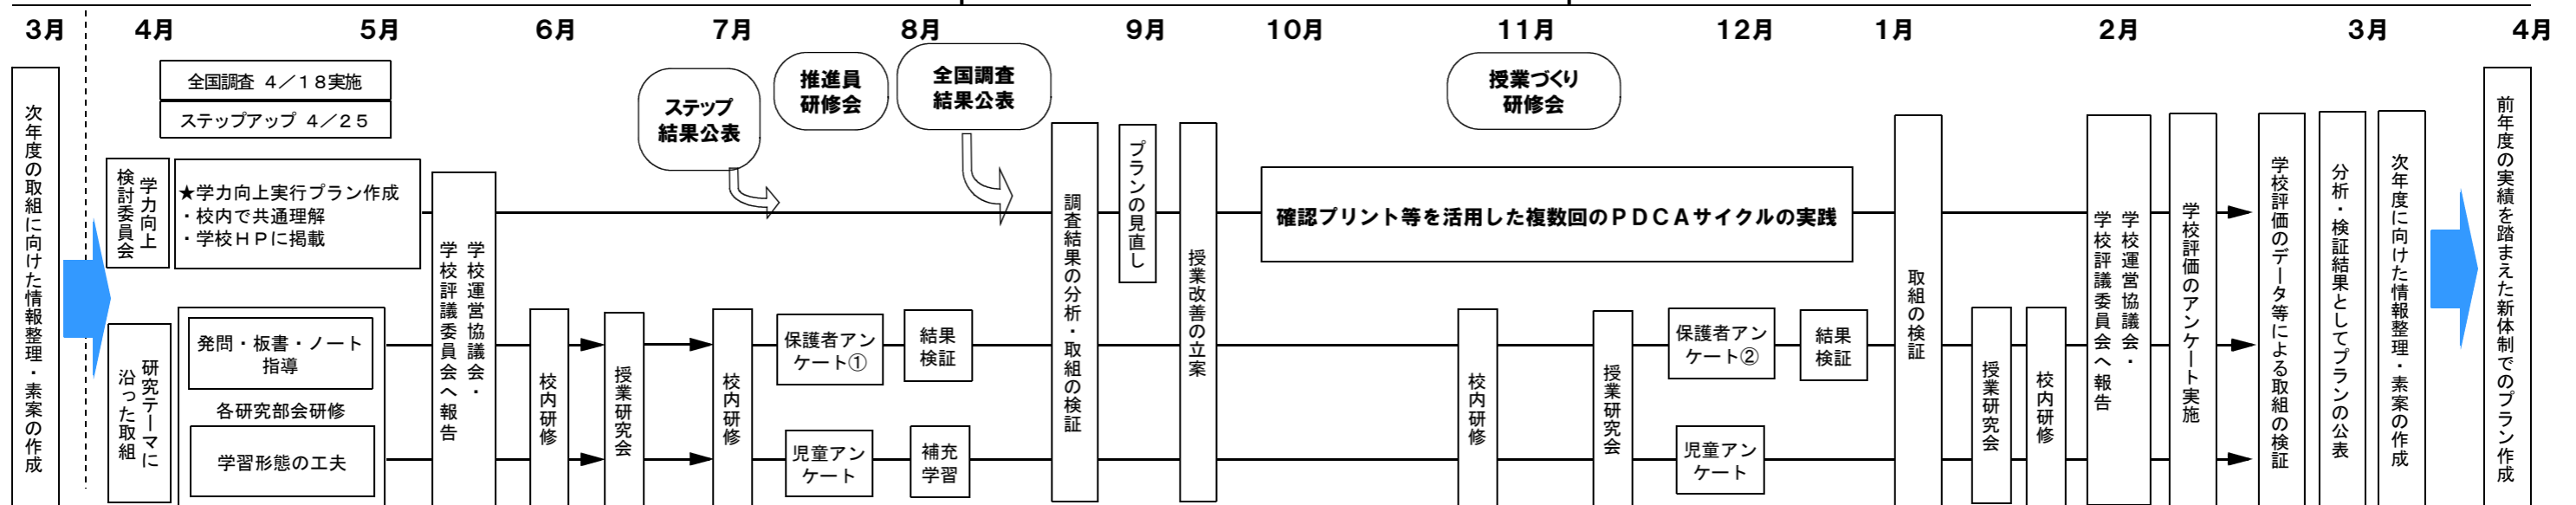 3月
4月
5月
6月
7月
8月
9月
10月
11月
12月
1月
2月
3月
4月
次年度の取組に向けた情報整理・素案の作成
全国調査 4／18実施
ステップアップ 4／25
学力向上
検討委員会
★学力向上実行プラン作成
・校内で共通理解
・学校ＨＰに掲載
研究テーマに
沿った取組
発問・板書・ノート
指導
各研究部会研修
学習形態の工夫
学校運営協議会・
学校評議委員会へ報告
校内研修
授業研究会
ステップ
結果公表
校内研修
推進員
研修会
保護者アン
ケート①
児童アン
ケート
全国調査
結果公表
結果
検証
補充
学習
調査結果の分析・取組の検証
プランの見直し
授業改善の立案
確認プリント等を活用した複数回のＰＤＣＡサイクルの実践
授業づくり
研修会
校内研修
授業研究会
保護者アン
ケート②
児童アン
ケート
結果
検証
取組の検証
授業研究会
校内研修
学校運営協議会・
学校評議委員会へ報告
学校評価のアンケート実施
学校評価のデータ等による取組の検証
分析・検証結果としてプランの公表
次年度に向けた情報整理・素案の作成
前年度の実績を踏まえた新体制でのプラン作成